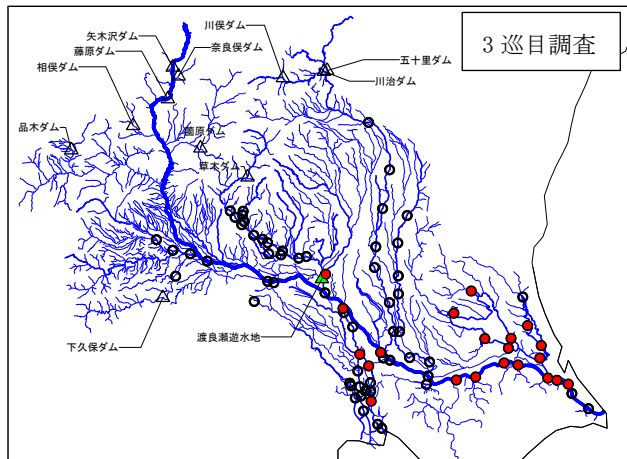 3巡目調査
矢木沢ダム
川俣ダム
藤原ダム
奈良俣ダム
五十里ダム
相俣ダム
川治ダム
品木ダム
薗原ダム
草木ダム
渡良瀬遊水地
下久保ダム